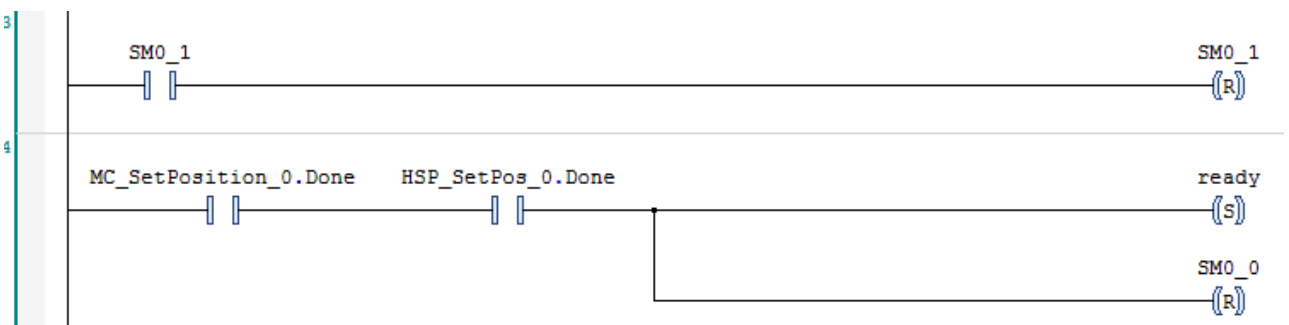 3
SM0_1 SM0_1
R
4
MC_SetPosition_0.Done HSP_SetPos_0.Done ready
S
SM0_0
R